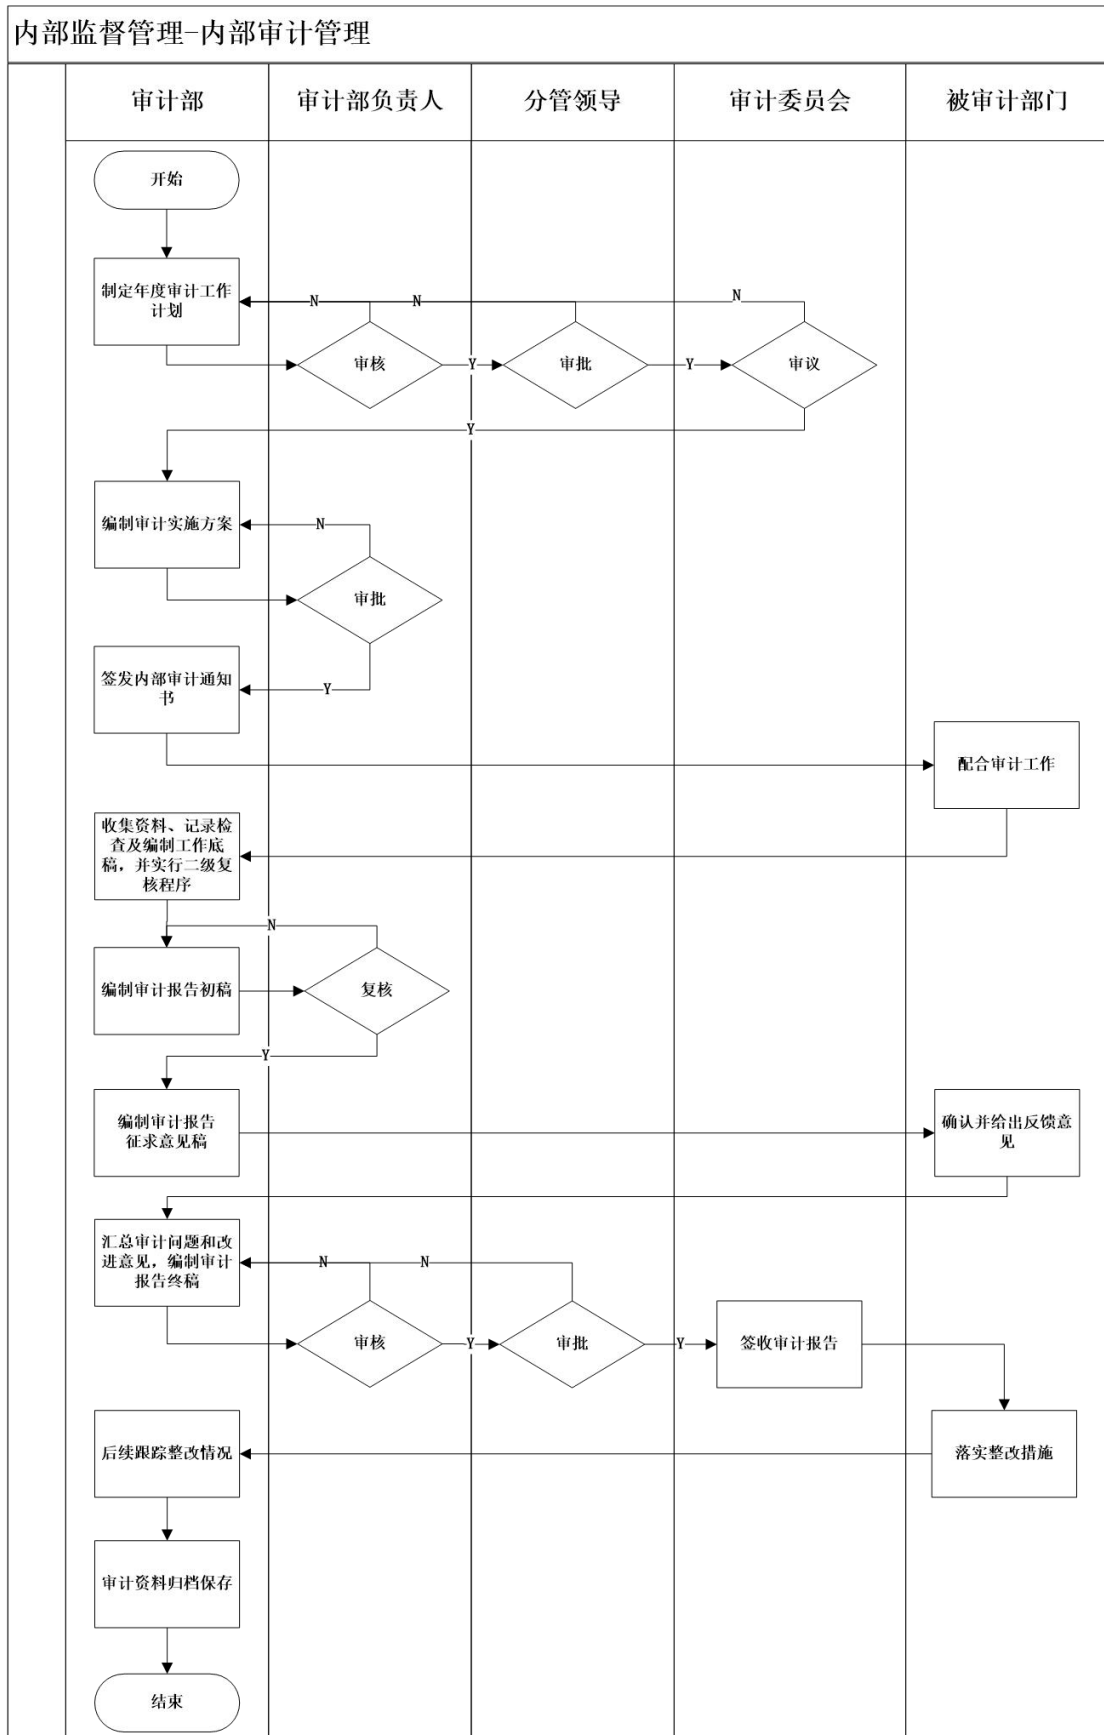 内部监督管理-内部审计管理
审计部
审计部负责人
分管领导
审计委员会
被审计部门
开始
制定年度审计工作
计划
N
N
N
审核
Y
审批
Y
审议
Y
编制审计实施方案
N
审批
签发内部审计通知
书
Y
配合审计工作
收集资料、记录检
查及编制工作底
稿，并实行二级复
核程序
N
编制审计报告初稿
复核
Y
编制审计报告
征求意见稿
确认并给出反馈意
见
汇总审计问题和改
进意见，编制审计
报告终稿
N
N
审核
Y
审批
Y
签收审计报告
后续跟踪整改情况
落实整改措施
审计资料归档保存
结束